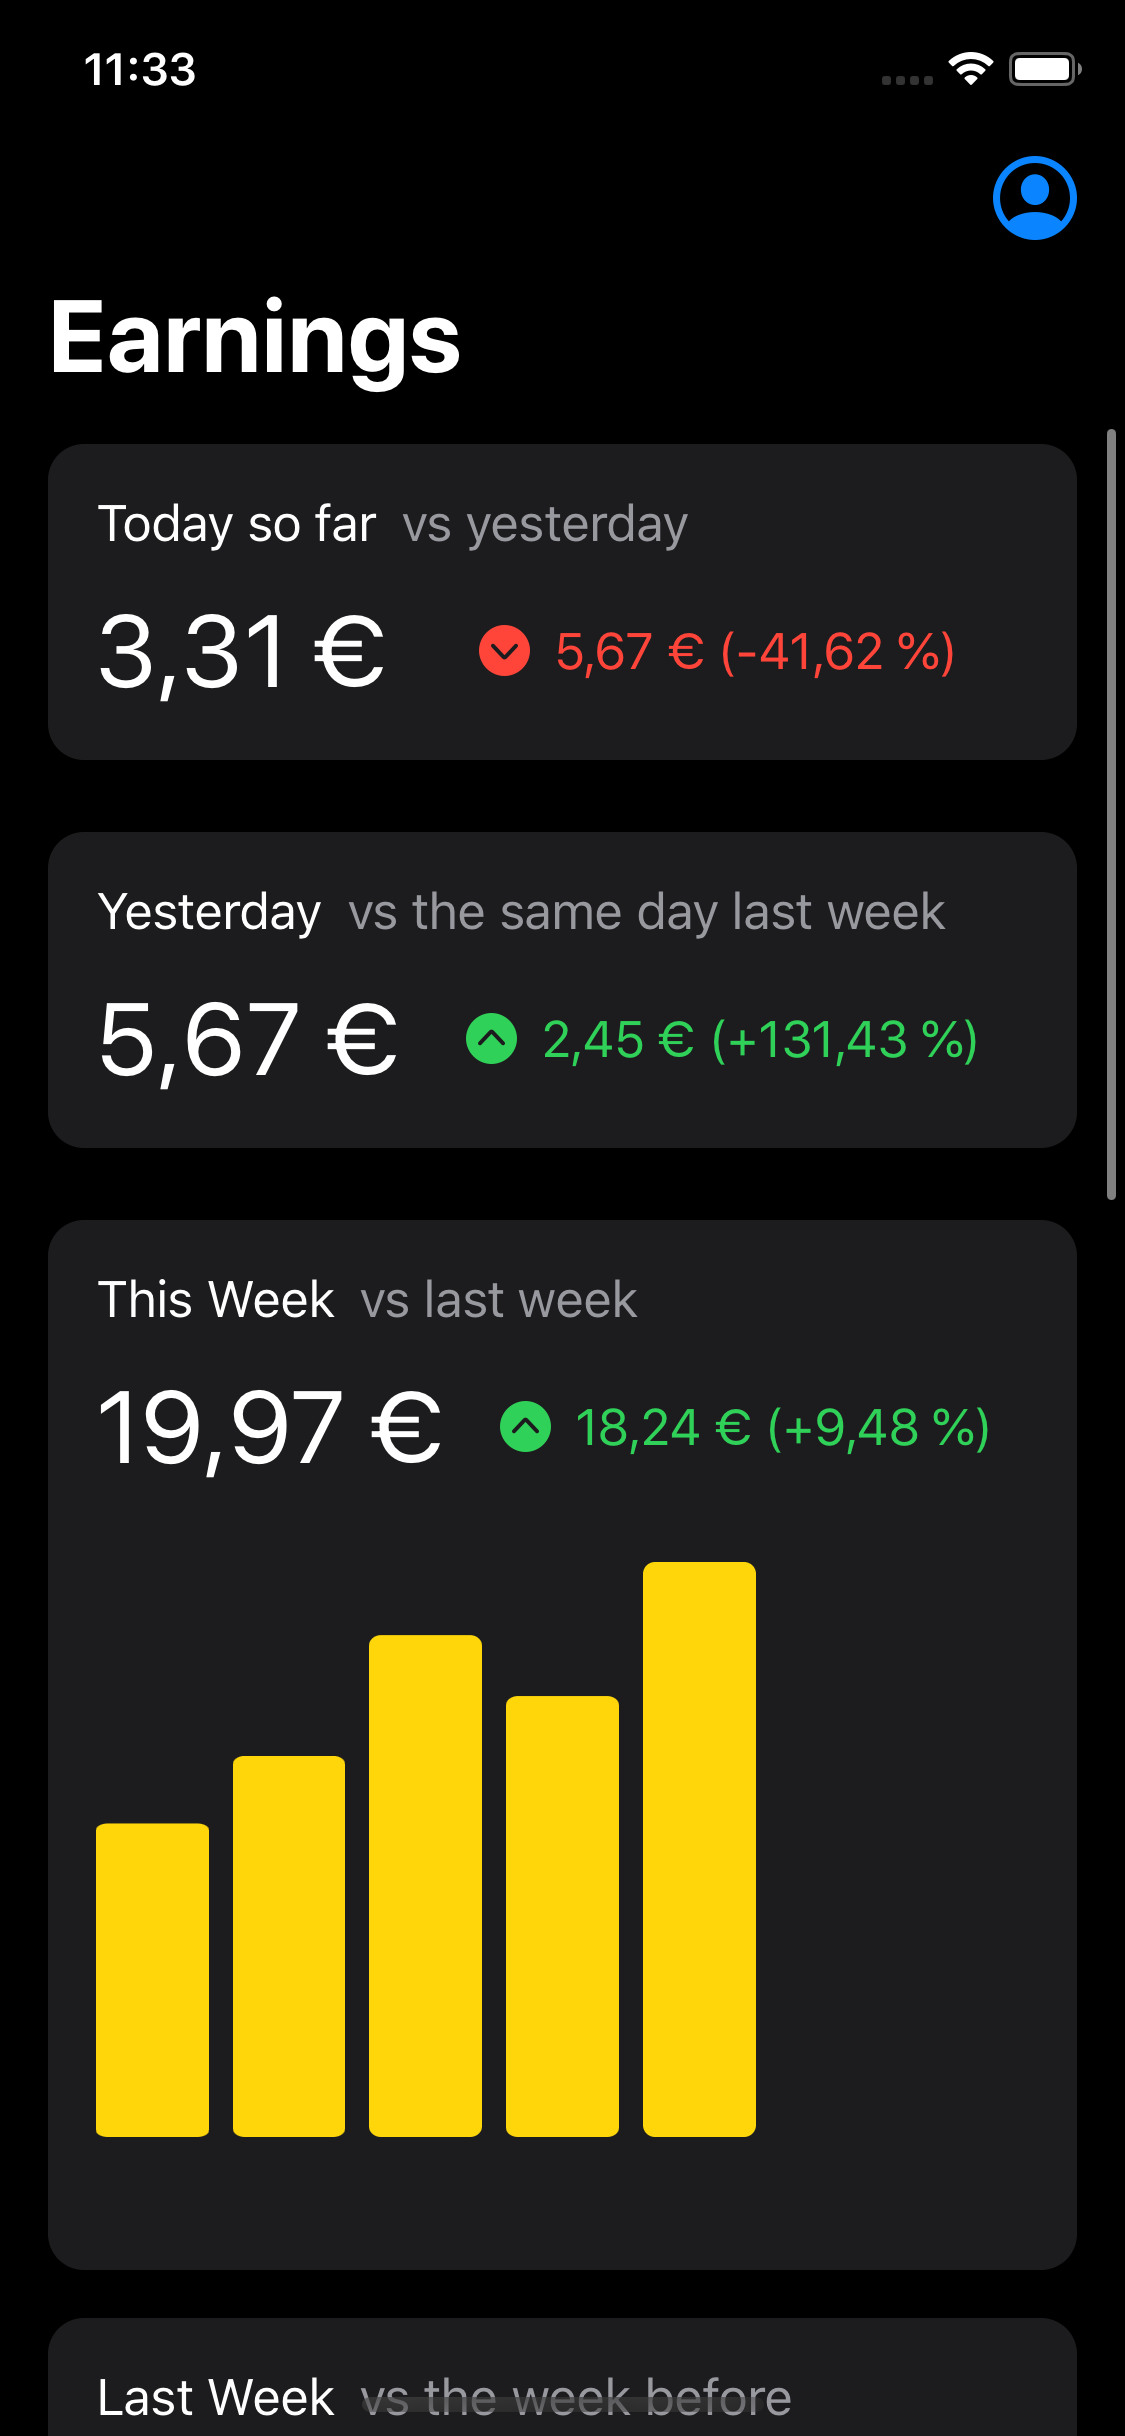 11:33
Earnings
Today so far vs yesterday
3,31 € 5,67 € (-41,62 %)
Yesterday vs the same day last week
5,67 € 2,45 € (+131,43 %)
This Week vs last week
19,97 € 18,24 € (+9,48 %)
Last Week vs the week before